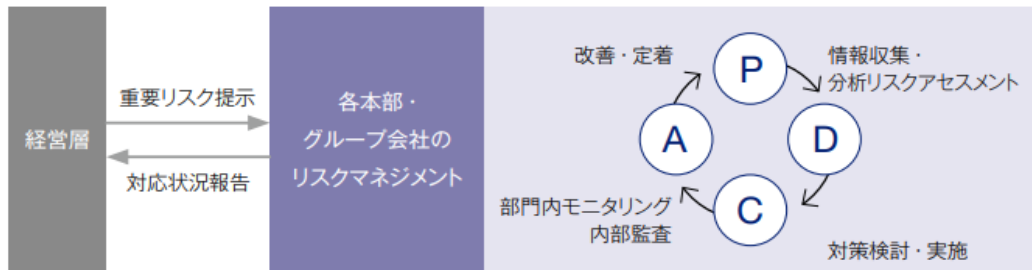 経営層
重要リスク提示
対応状況報告
各本部・
グループ会社の
リスクマネジメント
改善・定着
P
情報収集・
分析リスクアセスメント
A
D
部門内モニタリング
内部監査
C
対策検討・実施